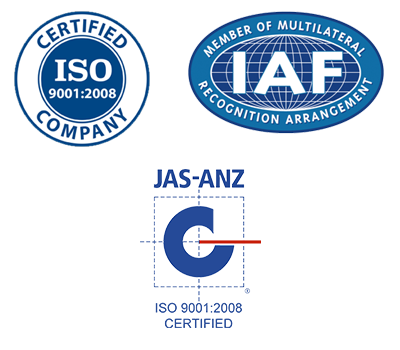 CERTIFIED
ISO
9001:2008
COMPANY
MEMBER OF MULTILATERAL
IAF
RECOGNITION ARRANGEMENT
JAS-ANZ
®
ISO 9001:2008
CERTIFIED